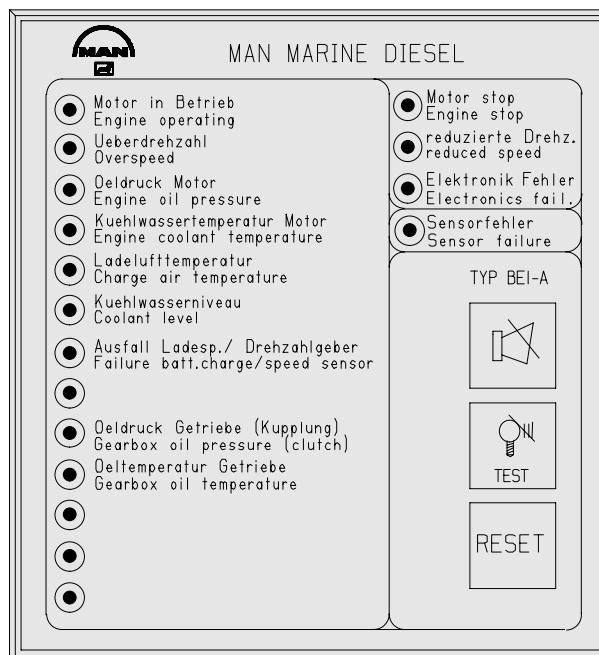 MAN
MAN MARINE DIESEL
Motor in Betrieb
Engine operating
Ueberdrehzahl
Overspeed
Oeldruck Motor
Engine oil pressure
Kuehlwassertemperatur Motor
Engine coolant temperature
Ladelufttemperatur
Charge air temperature
Kuehlwasserniveau
Coolant level
Ausfall Ladesp./ Drehzahlgeber
Failure batt.charge/speed sensor
Oeldruck Getriebe (Kupplung)
Gearbox oil pressure (clutch)
Oeltemperatur Getriebe
Gearbox oil temperature
Motor stop
Engine stop
reduzierte Drehz.
reduced speed
Elektronik Fehler
Electronics fail.
Sensorfehler
Sensor failure
TYP BEI-A
TEST
RESET